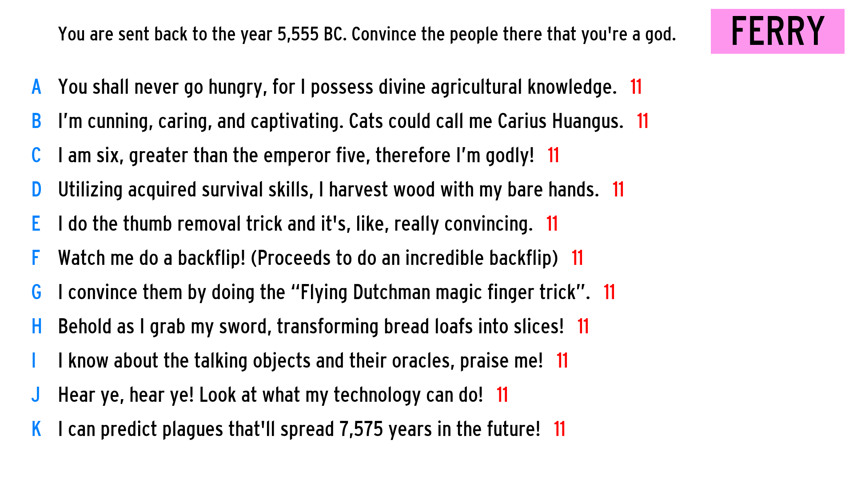 You are sent back to the year 5,555 BC. Convince the people there that you're a god.
FERRY
A You shall never go hungry, for I possess divine agricultural knowledge. 11
B I'm cunning, caring, and captivating. Cats could call me Carius Huangus. 11
C I am six, greater than the emperor five, therefore I'm godly! 11
D Utilizing acquired survival skills, I harvest wood with my bare hands. 11
E I do the thumb removal trick and it's, like, really convincing. 11
F Watch me do a backflip! (Proceeds to do an incredible backflip) 11
G I convince them by doing the “Flying Dutchman magic finger trick”. 11
H Behold as I grab my sword, transforming bread loafs into slices! 11
I I know about the talking objects and their oracles, praise me! 11
J Hear ye, hear ye! Look at what my technology can do! 11
K I can predict plagues that'll spread 7,575 years in the future! 11